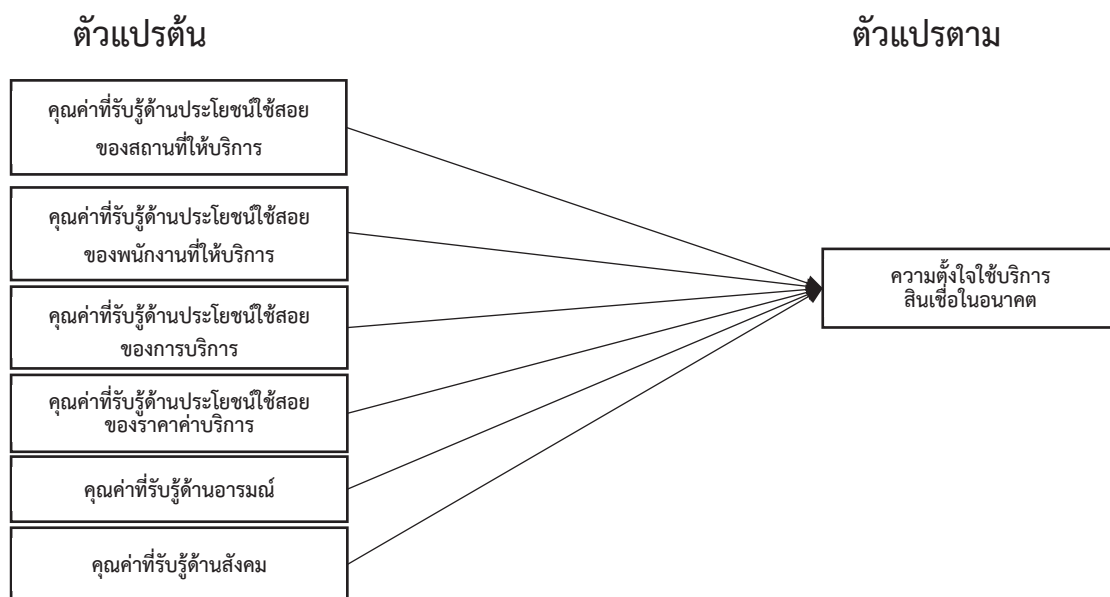 ตัวแปรต้น
ตัวแปรตาม
คุณค่าที่รับรู้ด้านประโยชน์ใช้สอย
ของสถานที่ให้บริการ
คุณค่าที่รับรู้ด้านประโยชน์ใช้สอย
ของพนักงานที่ให้บริการ
คุณค่าที่รับรู้ด้านประโยชน์ใช้สอย
ของการบริการ
คุณค่าที่รับรู้ด้านประโยชน์ใช้สอย
ของราคาค่าบริการ
คุณค่าที่รับรู้ด้านอารมณ์
คุณค่าที่รับรู้ด้านสังคม
ความตั้งใจใช้บริการ
สินเชื่อในอนาคต